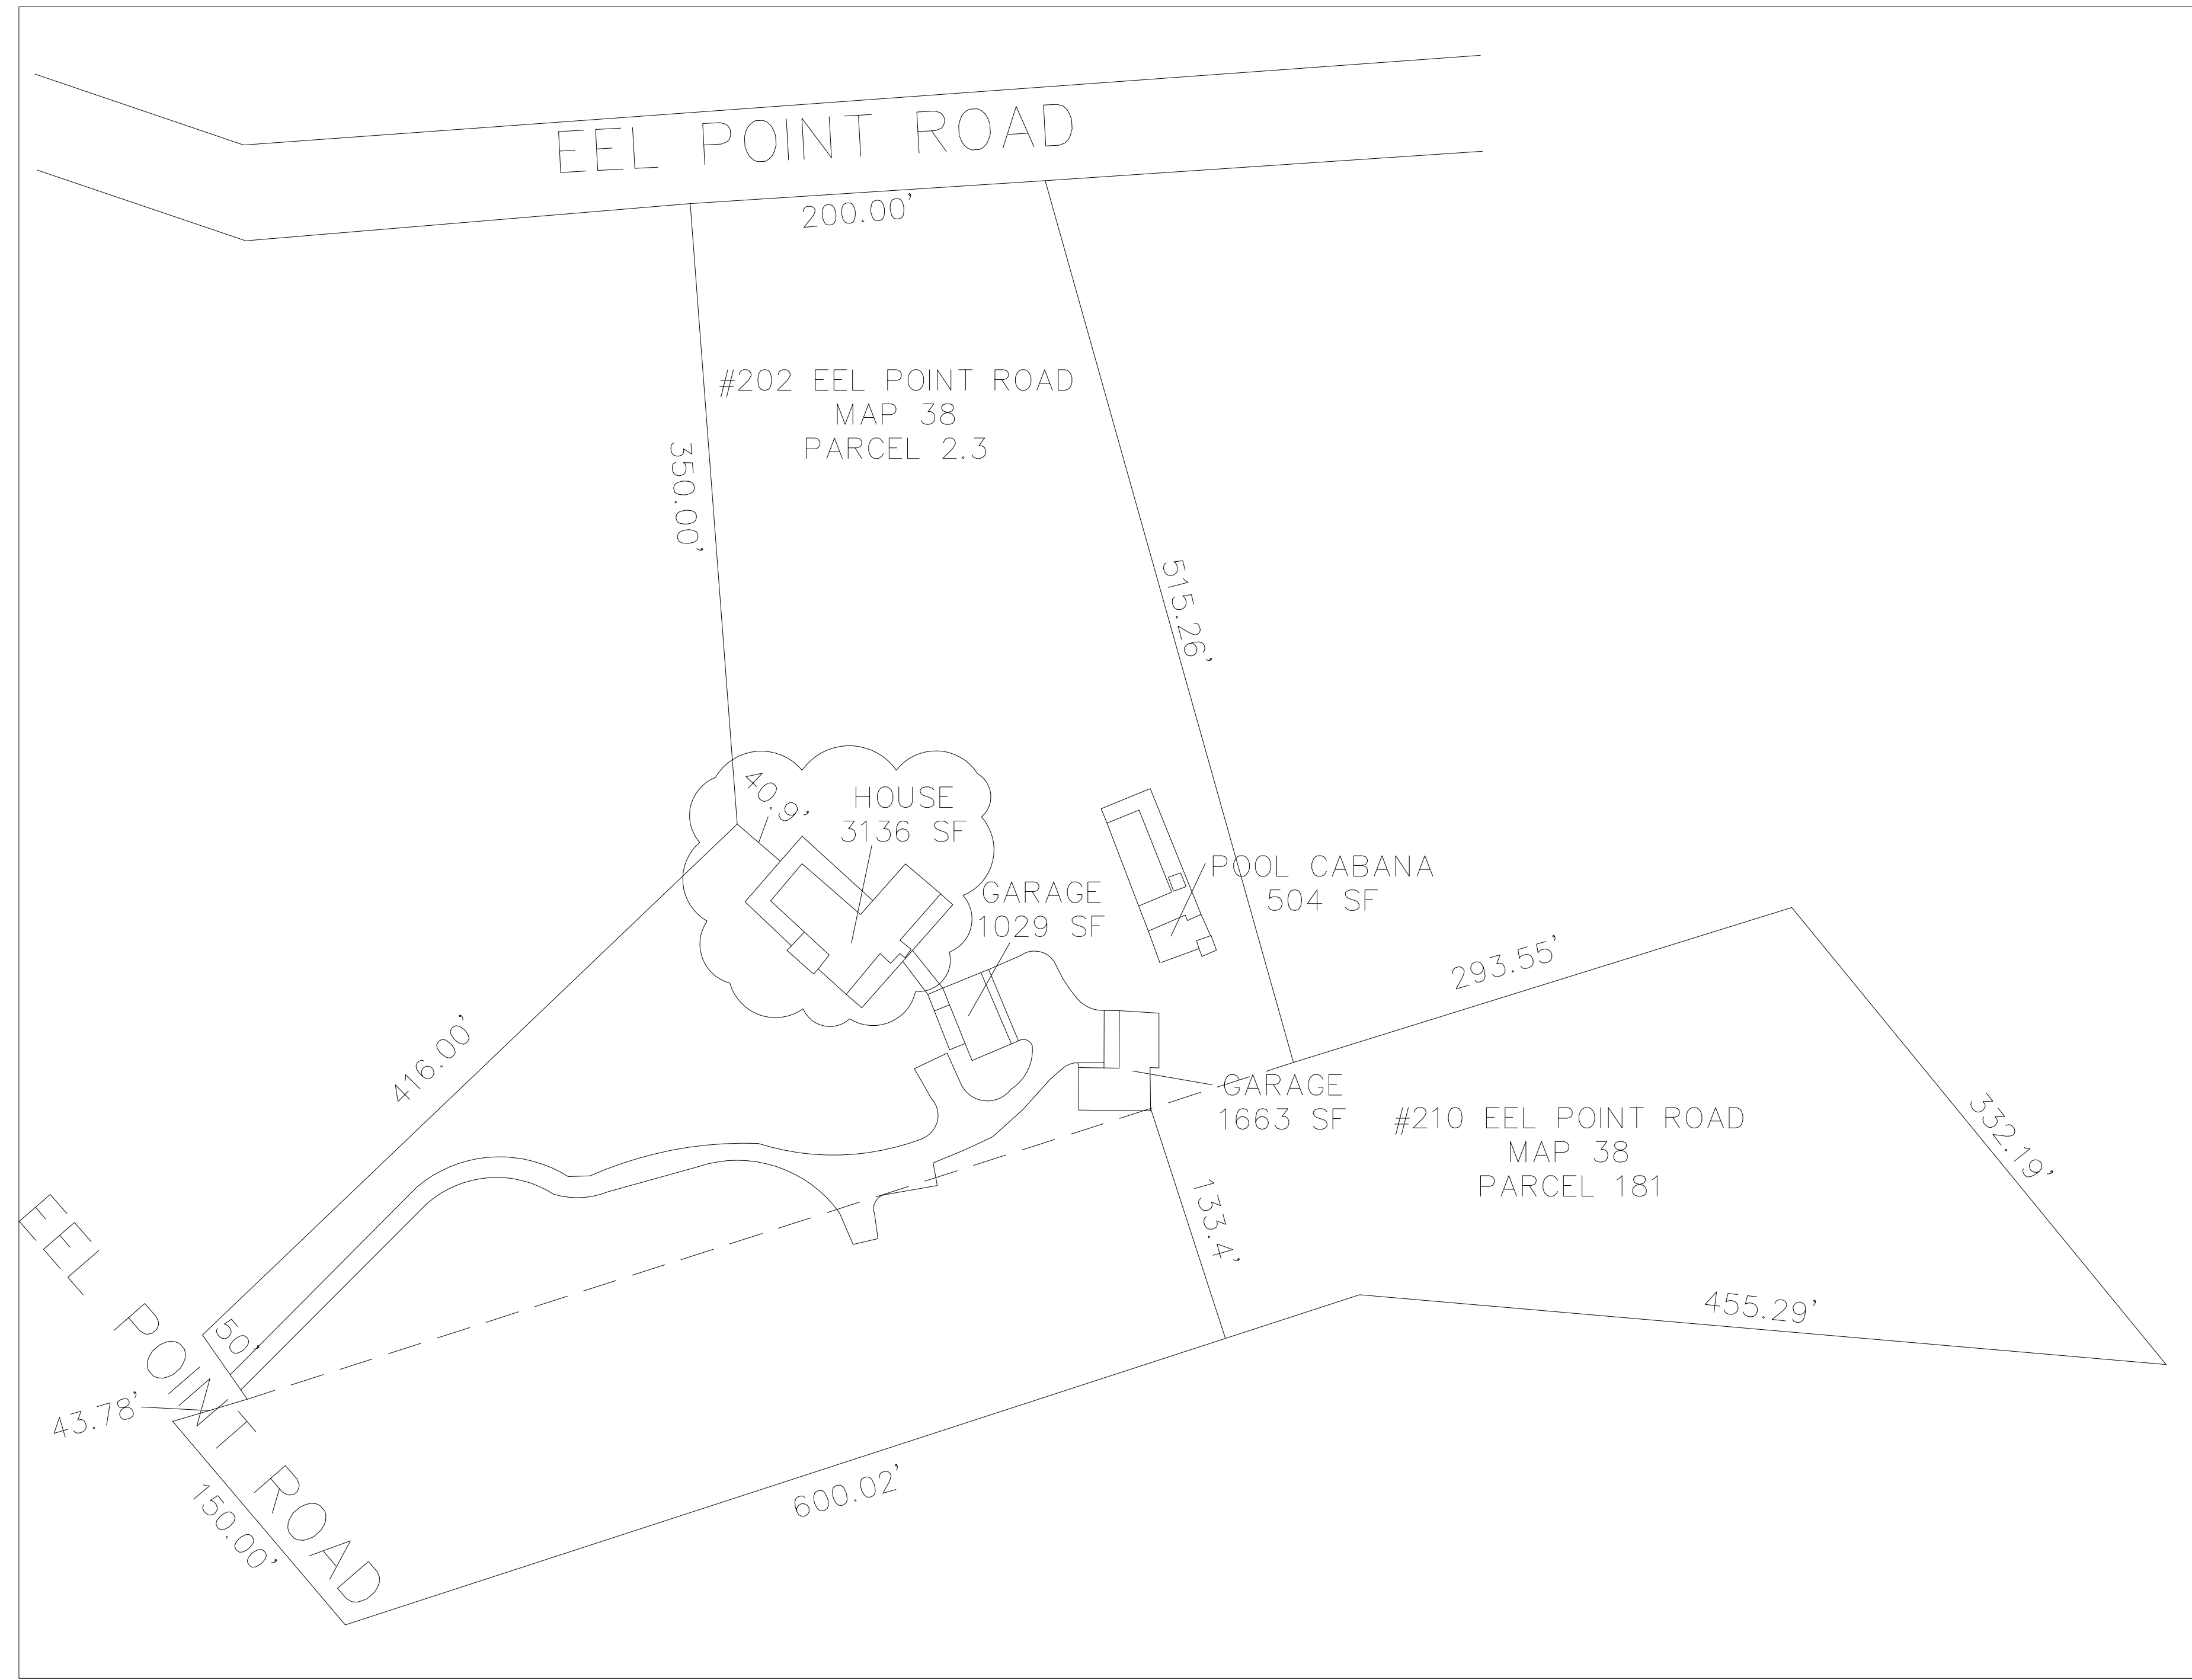 EEL POINT ROAD
200.00'
#202 EEL POINT ROAD
MAP 38
PARCEL 2.3
350.00'
515.26'
40.9'
HOUSE
3136 SF
GARAGE
1029 SF
POOL CABANA
504 SF
293.55'
416.00'
GARAGE
1663 SF
#210 EEL POINT ROAD
MAP 38
PARCEL 181
332.19'
133.4'
EEL POINT ROAD
50'
43.78'
455.29'
150.00'
600.02'